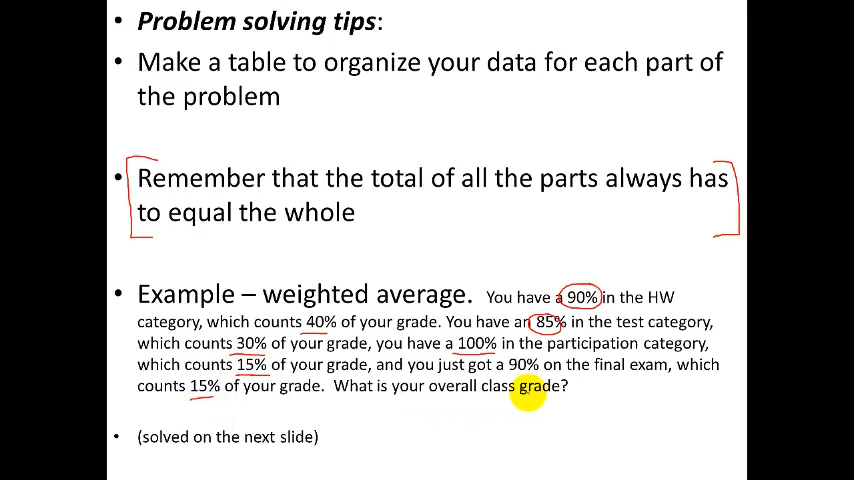 • Problem solving tips:
• Make a table to organize your data for each part of
the problem
• Remember that the total of all the parts always has
to equal the whole
• Example – weighted average. You have a 90% in the HW
category, which counts 40% of your grade. You have an 85% in the test category,
which counts 30% of your grade, you have a 100% in the participation category,
which counts 15% of your grade, and you just got a 90% on the final exam, which
counts 15% of your grade. What is your overall class grade?
• (solved on the next slide)